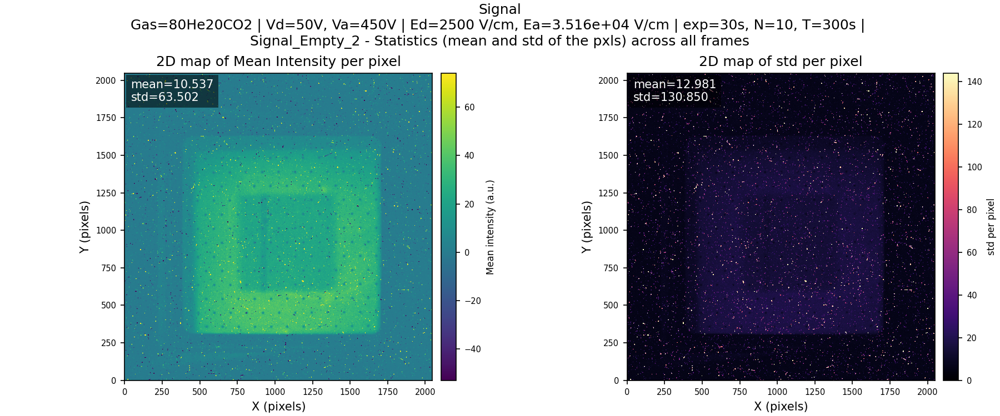 Signal
Gas=80He20CO2 | Vd=50V, Va=450V | Ed=2500 V/cm, Ea=3.516e+04 V/cm | exp=30s, N=10, T=300s |
Signal_Empty_2 - Statistics (mean and std of the pxls) across all frames
2D map of Mean Intensity per pixel
mean=10.537
std=63.502
2000
1750
1500
1250
1000
750
500
250
0
Y (pixels)
0 250 500 750 1000 1250 1500 1750 2000
X (pixels)
60
40
20
0
−20
−40
Mean intensity (a.u.)
2D map of std per pixel
mean=12.981
std=130.850
2000
1750
1500
1250
1000
750
500
250
0
Y (pixels)
0 250 500 750 1000 1250 1500 1750 2000
X (pixels)
140
120
100
80
60
40
20
0
std per pixel